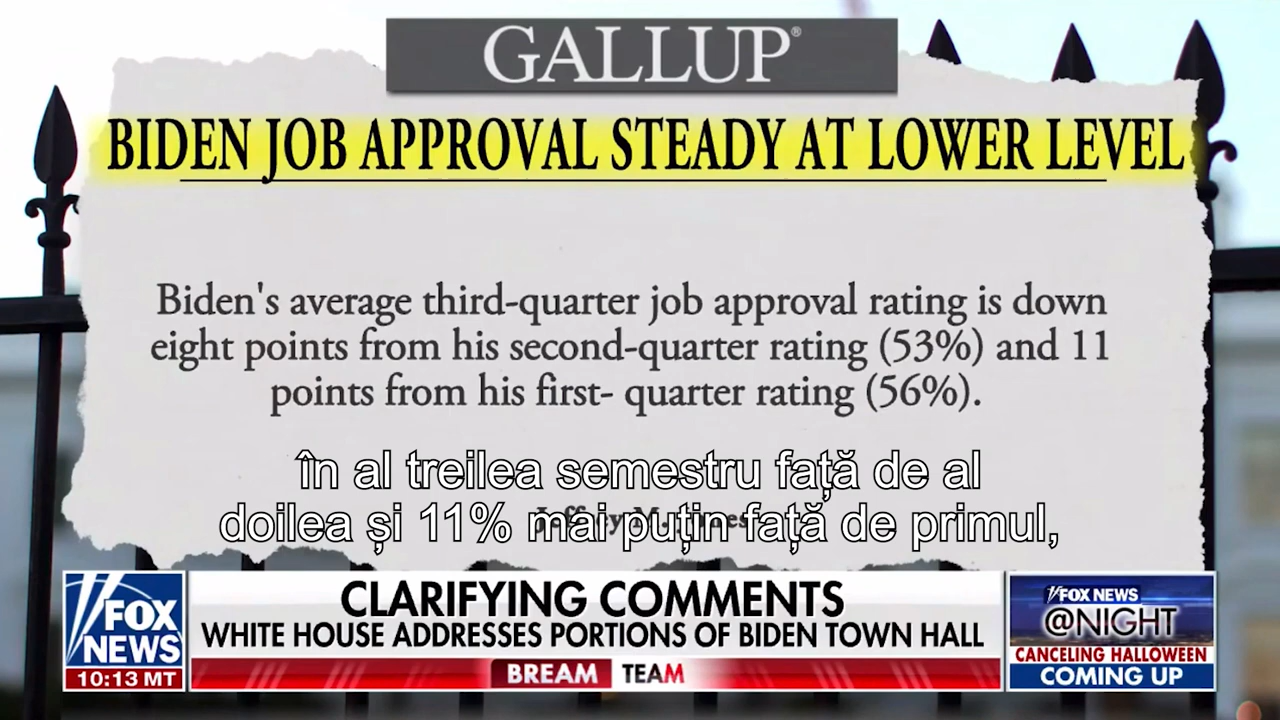 GALLUP®
BIDEN JOB APPROVAL STEADY AT LOWER LEVEL
Biden's average third-quarter job approval rating is down
eight points from his second-quarter rating (53%) and 11
points from his first- quarter rating (56%).
în al treilea semestru față de al
doilea și 11% mai puțin față de primul,
FOX
NEWS
10:13 MT
CLARIFYING COMMENTS
WHITE HOUSE ADDRESSES PORTIONS OF BIDEN TOWN HALL
BREAM TEAM
FOX NEWS
@NIGHT
CANCELING HALLOWEEN
COMING UP